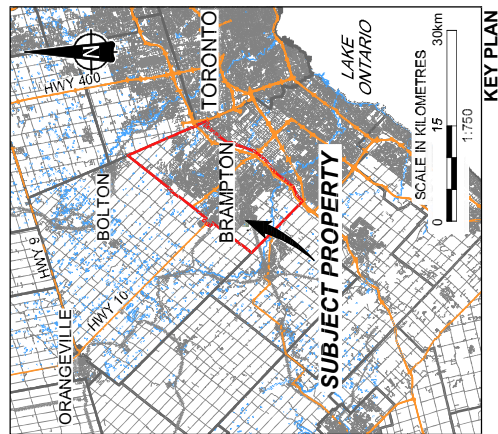 N
HWY 400
TORONTO
LAKE
ONTARIO
BOLTON
BRAMPTON
HWY 9
HWY 10
ORANGEVILLE
SUBJECT PROPERTY
SCALE IN KILOMETRES
0 15 30km
1:750
KEY PLAN